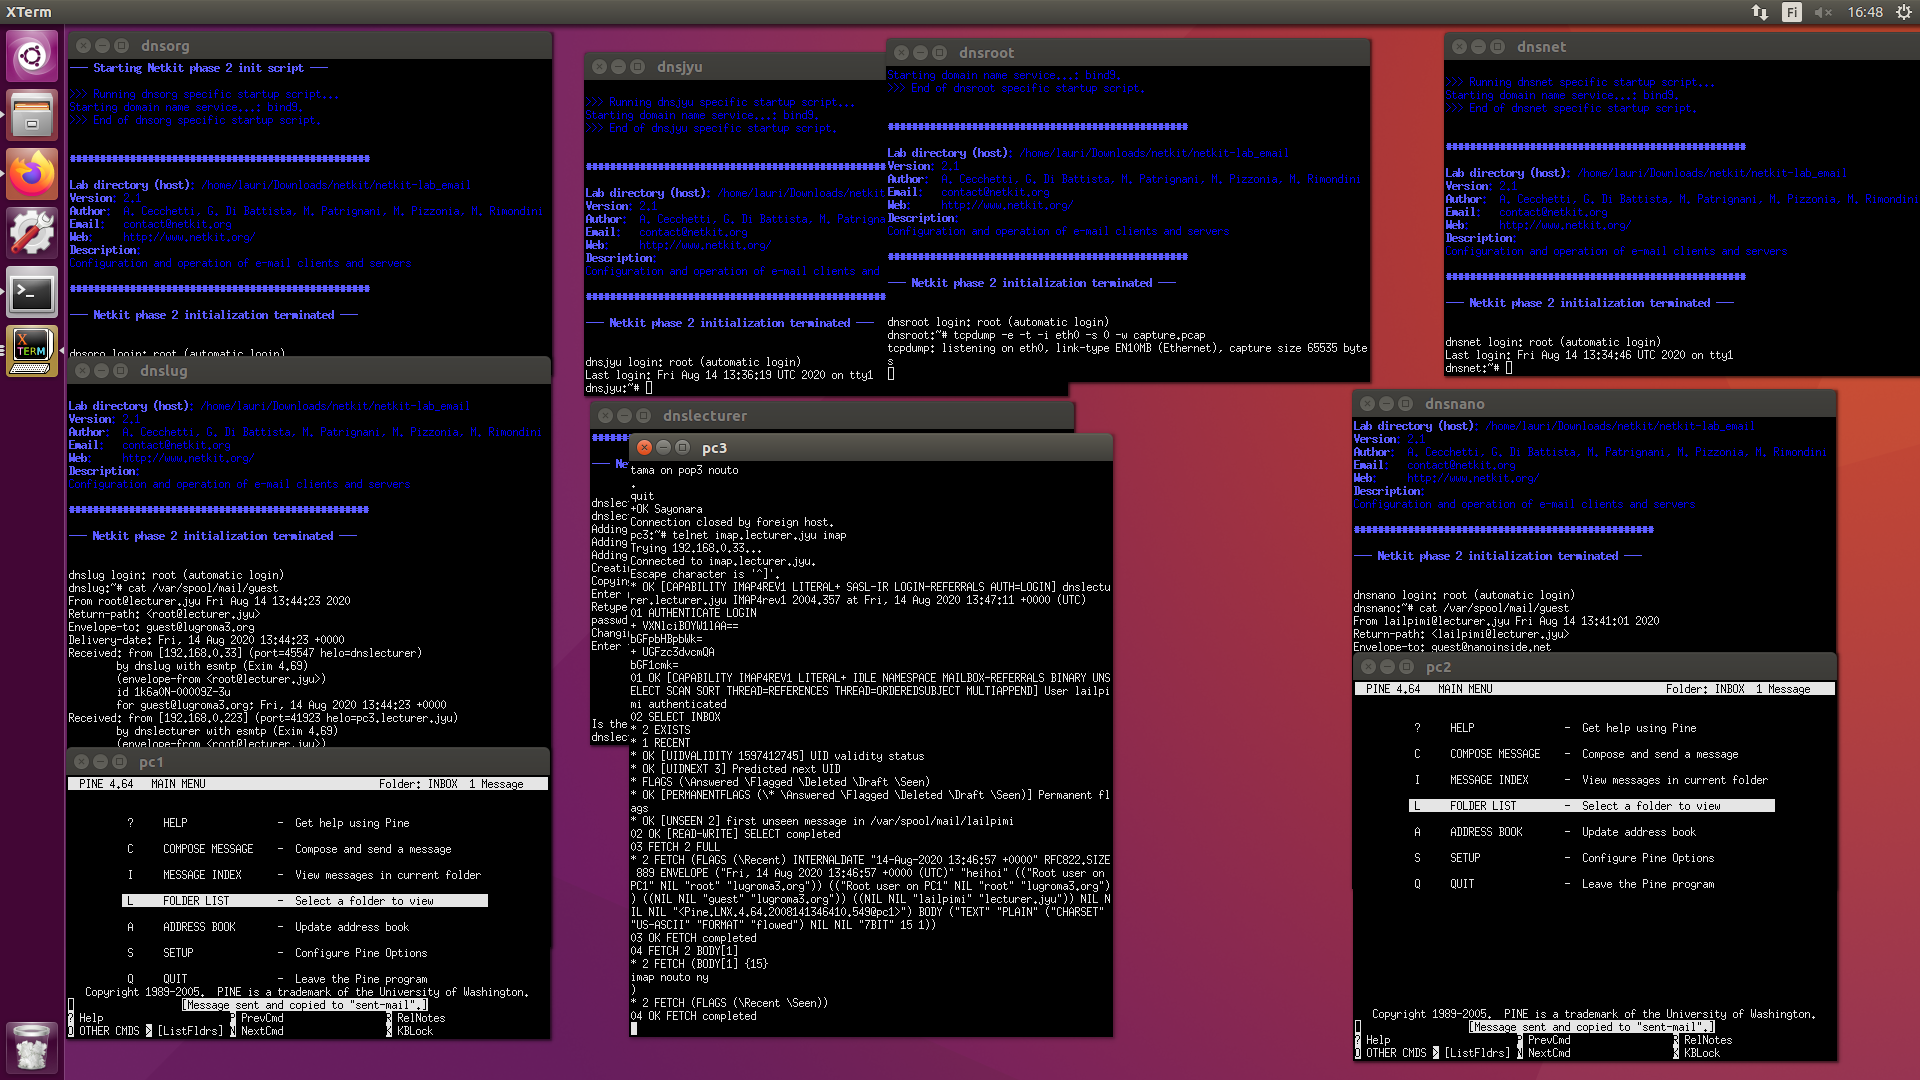 XTerm
Fi
16:48
dnsorg
--- Starting Netkit phase 2 init script ---
>>> Running dnsorg specific startup script...
Starting domain name service...: bind9.
>>> End of dnsorg specific startup script.
Lab directory (host): /home/lauri/Downloads/netkit/netkit-lab_email
Version: 2.1
Author: A. Cecchetti, G. Di Battista, M. Patrignani, M. Pizzonia, M. Rimondini
Email: contact@netkit.org
Web: http://www.netkit.org/
Description:
Configuration and operation of e-mail clients and servers
--- Netkit phase 2 initialization terminated ---
dnsorg login: root (automatic login)
dnsjyu
>>> Running dnsjyu specific startup script...
Starting domain name service...: bind9.
>>> End of dnsjyu specific startup script.
Lab directory (host): /home/lauri/Downloads/netkit
Version: 2.1
Author: A. Cecchetti, G. Di Battista, M. Patrigna
Email: contact@netkit.org
Web: http://www.netkit.org/
Description:
Configuration and operation of e-mail clients and
--- Netkit phase 2 initialization terminated ---
dnsjyu login: root (automatic login)
Last login: Fri Aug 14 13:36:19 UTC 2020 on tty1
dnsjyu:~#
dnsroot
Starting domain name service...: bind9.
>>> End of dnsroot specific startup script.
Lab directory (host): /home/lauri/Downloads/netkit/netkit-lab_email
Version: 2.1
Author: A. Cecchetti, G. Di Battista, M. Patrignani, M. Pizzonia, M. Rimondini
Email: contact@netkit.org
Web: http://www.netkit.org/
Description:
Configuration and operation of e-mail clients and servers
--- Netkit phase 2 initialization terminated ---
dnsroot login: root (automatic login)
dnsroot:~# tcpdump -e -t -i eth0 -s 0 -w capture.pcap
tcpdump: listening on eth0, link-type EN10MB (Ethernet), capture size 65535 byte
s
dnsnet
>>> Running dnsnet specific startup script...
Starting domain name service...: bind9.
>>> End of dnsnet specific startup script.
Lab directory (host): /home/lauri/Downloads/netkit/netkit-lab_email
Version: 2.1
Author: A. Cecchetti, G. Di Battista, M. Patrignani, M. Pizzonia, M. Rimondini
Email: contact@netkit.org
Web: http://www.netkit.org/
Description:
Configuration and operation of e-mail clients and servers
--- Netkit phase 2 initialization terminated ---
dnsnet login: root (automatic login)
Last login: Fri Aug 14 13:34:46 UTC 2020 on tty1
dnsnet:~#
dnslug
Lab directory (host): /home/lauri/Downloads/netkit/netkit-lab_email
Version: 2.1
Author: A. Cecchetti, G. Di Battista, M. Patrignani, M. Pizzonia, M. Rimondini
Email: contact@netkit.org
Web: http://www.netkit.org/
Description:
Configuration and operation of e-mail clients and servers
--- Netkit phase 2 initialization terminated ---
dnslug login: root (automatic login)
dnslug:~# cat /var/spool/mail/guest
From root@lecturer.jyu Fri Aug 14 13:44:23 2020
Return-path: <root@lecturer.jyu>
Envelope-to: guest@lugroma3.org
Delivery-date: Fri, 14 Aug 2020 13:44:23 +0000
Received: from [192.168.0.33] (port=45547 helo=dnslecturer)
by dnslug with esmtp (Exim 4.69)
(envelope-from <root@lecturer.jyu>)
id 1k6a0N-00009Z-3u
for guest@lugroma3.org; Fri, 14 Aug 2020 13:44:23 +0000
Received: from [192.168.0.223] (port=41923 helo=pc3.lecturer.jyu)
by dnslecturer with esmtp (Exim 4.69)
(envelope-from <root@lecturer.jyu>)
dnslecturer
--- Ne
dnslec
dnslec
Adding
Adding
Adding
Creati
Copyin
Enter
Retype
passwd
Changi
Enter
Is the
dnslec
pc3
tama on pop3 nouto
.
quit
+OK Sayonara
Connection closed by foreign host.
pc3:~# telnet imap.lecturer.jyu imap
Trying 192.168.0.33...
Connected to imap.lecturer.jyu.
Escape character is '^]'.
* OK [CAPABILITY IMAP4REV1 LITERAL+ SASL-IR LOGIN-REFERRALS AUTH=LOGIN] dnslectu
rer.lecturer.jyu IMAP4rev1 2004.357 at Fri, 14 Aug 2020 13:47:11 +0000 (UTC)
01 AUTHENTICATE LOGIN
+ VXNlciBOYW1lAA==
bGFpbHBpbWk=
+ UGFzc3dvcmQA
bGF1cmk=
01 OK [CAPABILITY IMAP4REV1 LITERAL+ IDLE NAMESPACE MAILBOX-REFERRALS BINARY UNS
ELECT SCAN SORT THREAD=REFERENCES THREAD=ORDEREDSUBJECT MULTIAPPEND] User lailpi
mi authenticated
02 SELECT INBOX
* 2 EXISTS
* 1 RECENT
* OK [UIDVALIDITY 1597412745] UID validity status
* OK [UIDNEXT 3] Predicted next UID
* FLAGS (\Answered \Flagged \Deleted \Draft \Seen)
* OK [PERMANENTFLAGS (\* \Answered \Flagged \Deleted \Draft \Seen)] Permanent fl
ags
* OK [UNSEEN 2] first unseen message in /var/spool/mail/lailpimi
02 OK [READ-WRITE] SELECT completed
03 FETCH 2 FULL
* 2 FETCH (FLAGS (\Recent) INTERNALDATE "14-Aug-2020 13:46:57 +0000" RFC822.SIZE
889 ENVELOPE ("Fri, 14 Aug 2020 13:46:57 +0000 (UTC)" "heihoi" (("Root user on
PC1" NIL "root" "lugroma3.org")) (("Root user on PC1" NIL "root" "lugroma3.org")
) ((NIL NIL "guest" "lugroma3.org")) ((NIL NIL "lailpimi" "lecturer.jyu")) NIL N
IL NIL "<Pine.LNX.4.64.2008141346410.549@pc1>") BODY ("TEXT" "PLAIN" ("CHARSET"
"US-ASCII" "FORMAT" "flowed") NIL NIL "7BIT" 15 1))
03 OK FETCH completed
04 FETCH 2 BODY[1]
* 2 FETCH (BODY[1] {15}
imap nouto ny
)
* 2 FETCH (FLAGS (\Recent \Seen))
04 OK FETCH completed
dnsnano
Lab directory (host): /home/lauri/Downloads/netkit/netkit-lab_email
Version: 2.1
Author: A. Cecchetti, G. Di Battista, M. Patrignani, M. Pizzonia, M. Rimondini
Email: contact@netkit.org
Web: http://www.netkit.org/
Description:
Configuration and operation of e-mail clients and servers
--- Netkit phase 2 initialization terminated ---
dnsnano login: root (automatic login)
dnsnano:~# cat /var/spool/mail/guest
From lailpimi@lecturer.jyu Fri Aug 14 13:41:01 2020
Return-path: <lailpimi@lecturer.jyu>
Envelope-to: guest@nanoinside.net
pc1
PINE 4.64 MAIN MENU Folder: INBOX 1 Message
? HELP - Get help using Pine
C COMPOSE MESSAGE - Compose and send a message
I MESSAGE INDEX - View messages in current folder
L FOLDER LIST - Select a folder to view
A ADDRESS BOOK - Update address book
S SETUP - Configure Pine Options
Q QUIT - Leave the Pine program
Copyright 1989-2005. PINE is a trademark of the University of Washington.
[Message sent and copied to "sent-mail".]
? Help P PrevCmd R RelNotes
O OTHER CMDS > [ListFldrs] N NextCmd K KBLock
pc2
PINE 4.64 MAIN MENU Folder: INBOX 1 Message
? HELP - Get help using Pine
C COMPOSE MESSAGE - Compose and send a message
I MESSAGE INDEX - View messages in current folder
L FOLDER LIST - Select a folder to view
A ADDRESS BOOK - Update address book
S SETUP - Configure Pine Options
Q QUIT - Leave the Pine program
Copyright 1989-2005. PINE is a trademark of the University of Washington.
[Message sent and copied to "sent-mail".]
? Help P PrevCmd R RelNotes
O OTHER CMDS > [ListFldrs] N NextCmd K KBLock
X TERM